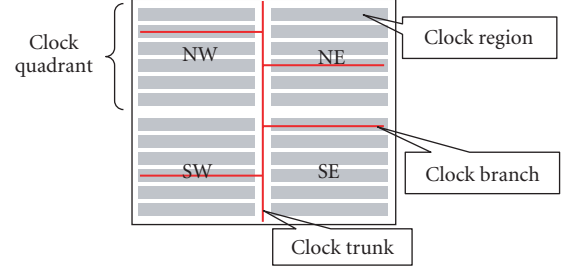 Clock
quadrant
NW
NE
Clock region
SW
SE
Clock branch
Clock trunk